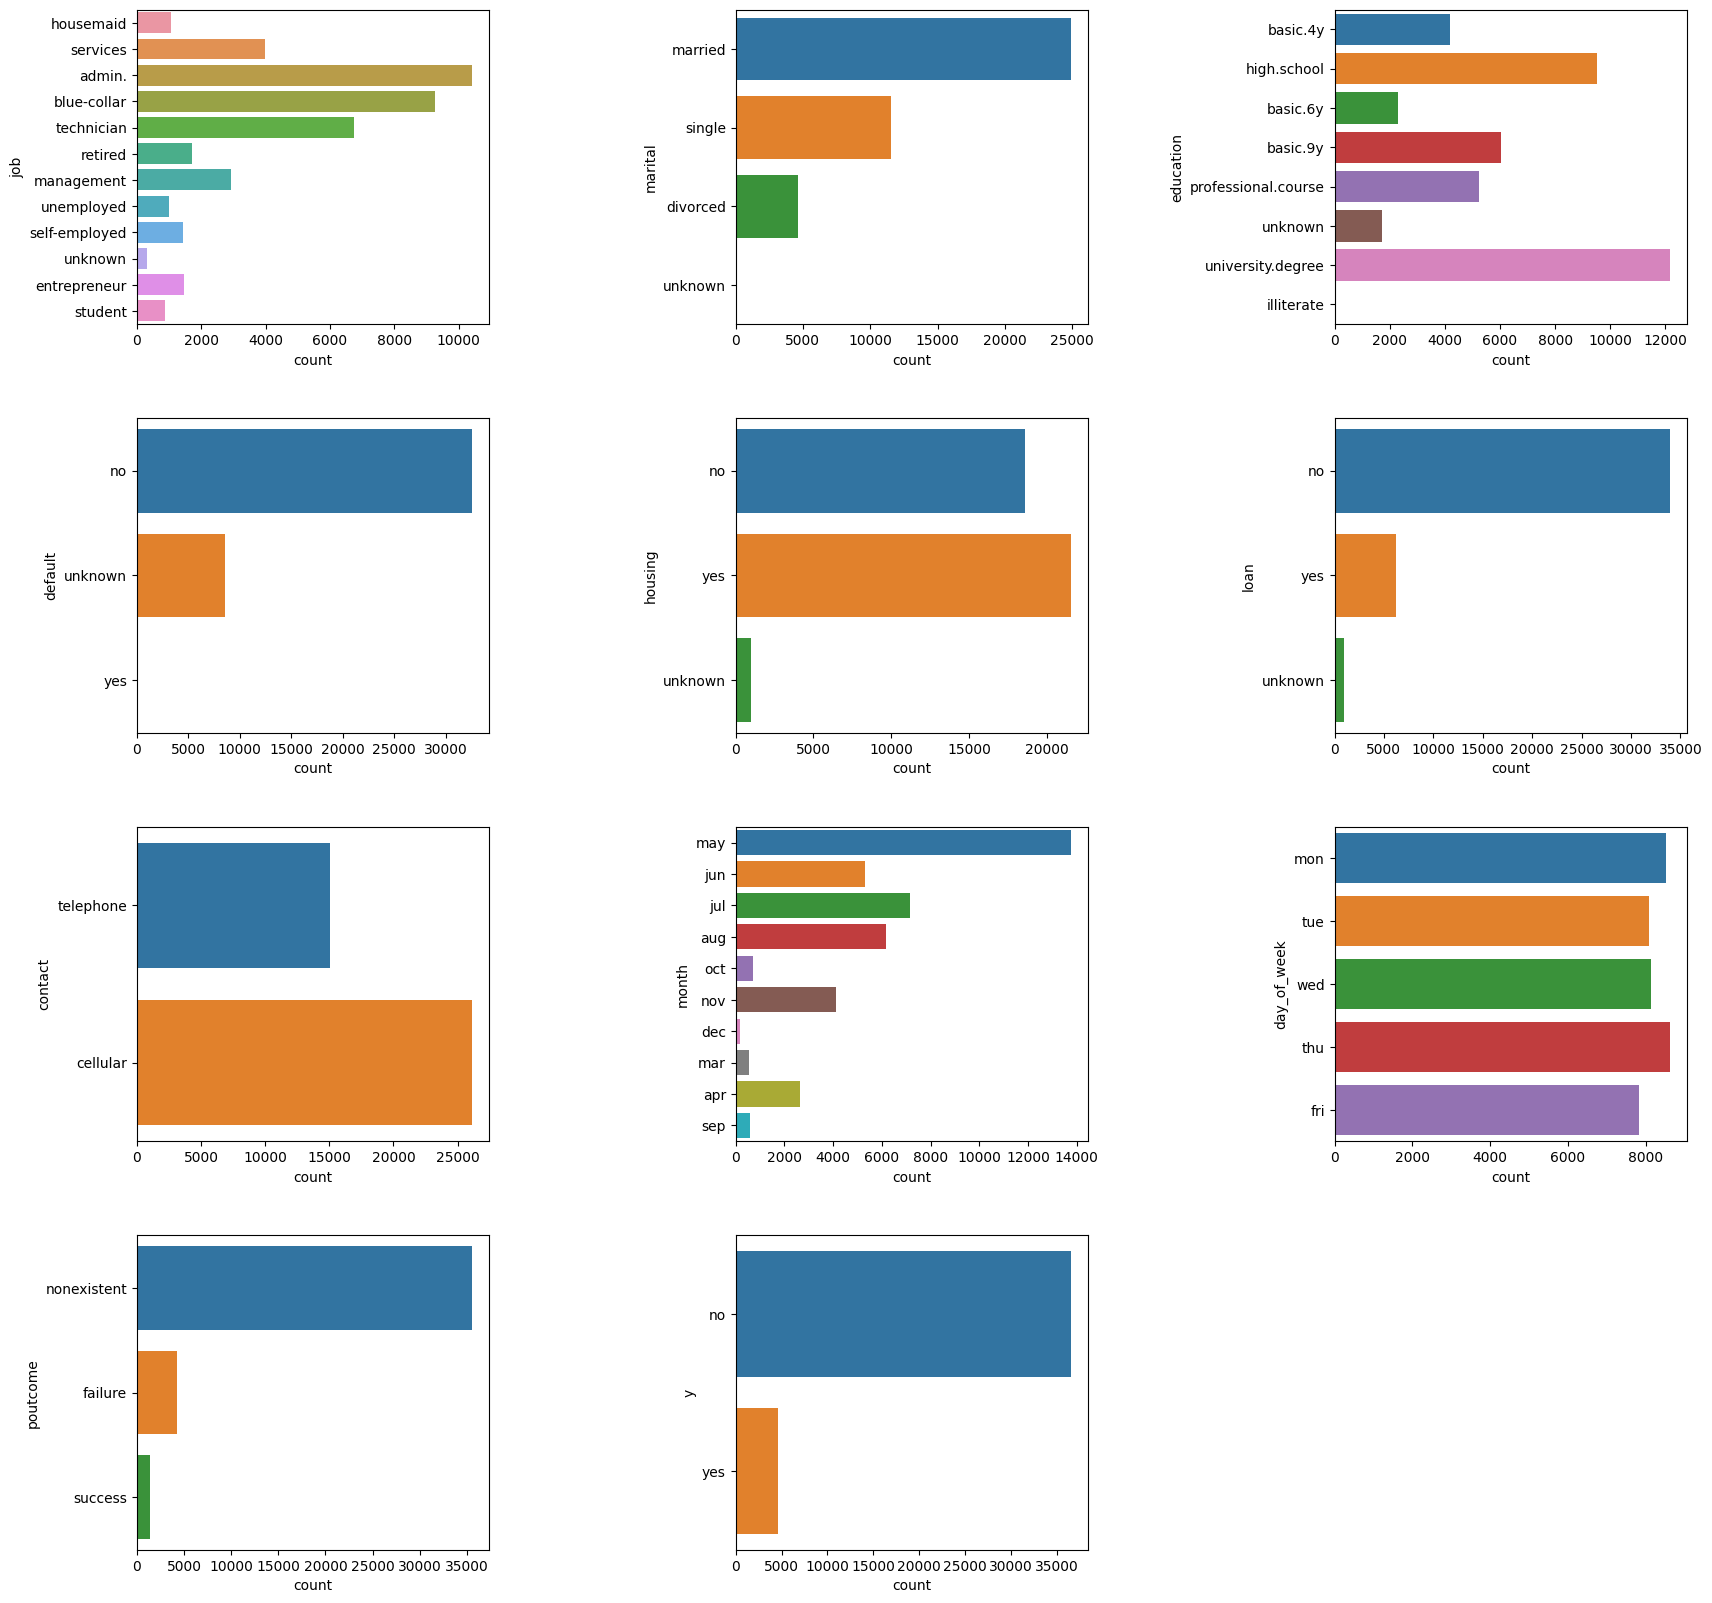 job
housemaid
services
admin.
blue-collar
technician
retired
management
unemployed
self-employed
unknown
entrepreneur
student
0 2000 4000 6000 8000 10000
count
marital
married
single
divorced
unknown
0 5000 10000 15000 20000 25000
count
education
basic.4y
high.school
basic.6y
basic.9y
professional.course
unknown
university.degree
illiterate
0 2000 4000 6000 8000 10000 12000
count
default
no
unknown
yes
0 5000 10000 15000 20000 25000 30000
count
housing
no
yes
unknown
0 5000 10000 15000 20000
count
loan
no
yes
unknown
0 5000 10000 15000 20000 25000 30000 35000
count
contact
telephone
cellular
0 5000 10000 15000 20000 25000
count
month
may
jun
jul
aug
oct
nov
dec
mar
apr
sep
0 2000 4000 6000 8000 10000 12000 14000
count
day_of_week
mon
tue
wed
thu
fri
0 2000 4000 6000 8000
count
poutcome
nonexistent
failure
success
0 5000 10000 15000 20000 25000 30000 35000
count
y
no
yes
0 5000 10000 15000 20000 25000 30000 35000
count